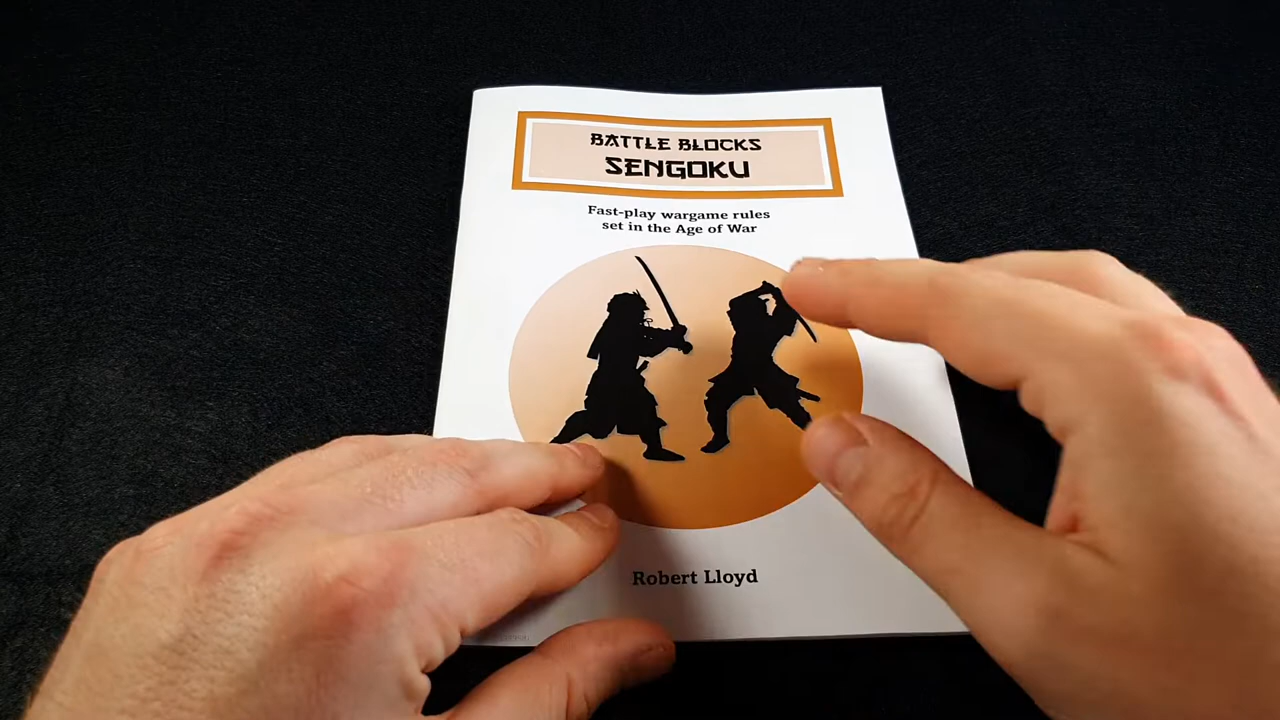 BATTLE BLOCKS
SENGOKU
Fast-play wargame rules
set in the Age of War
Robert Lloyd